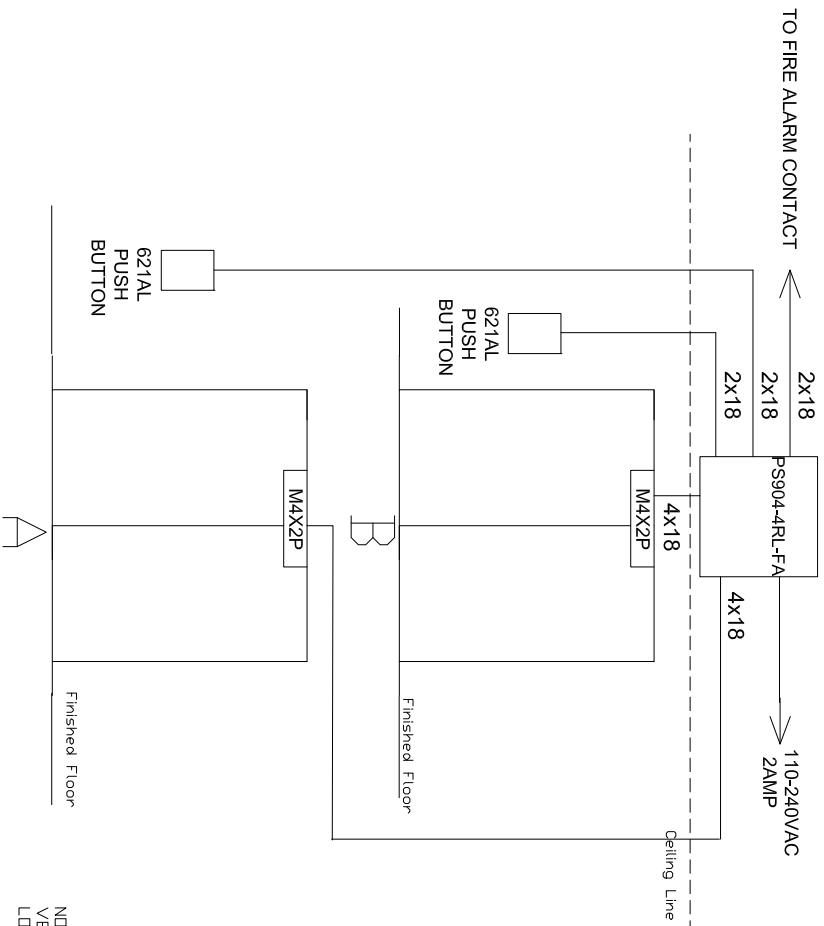 TO FIRE ALARM CONTACT
2x18
2x18
2x18
PS904-4RL-FA
110-240VAC
2AMP
4x18
4x18
Ceiling Line
621AL
PUSH
BUTTON
M4X2P
B
Finished Floor
621AL
PUSH
BUTTON
M4X2P
A
Finished Floor